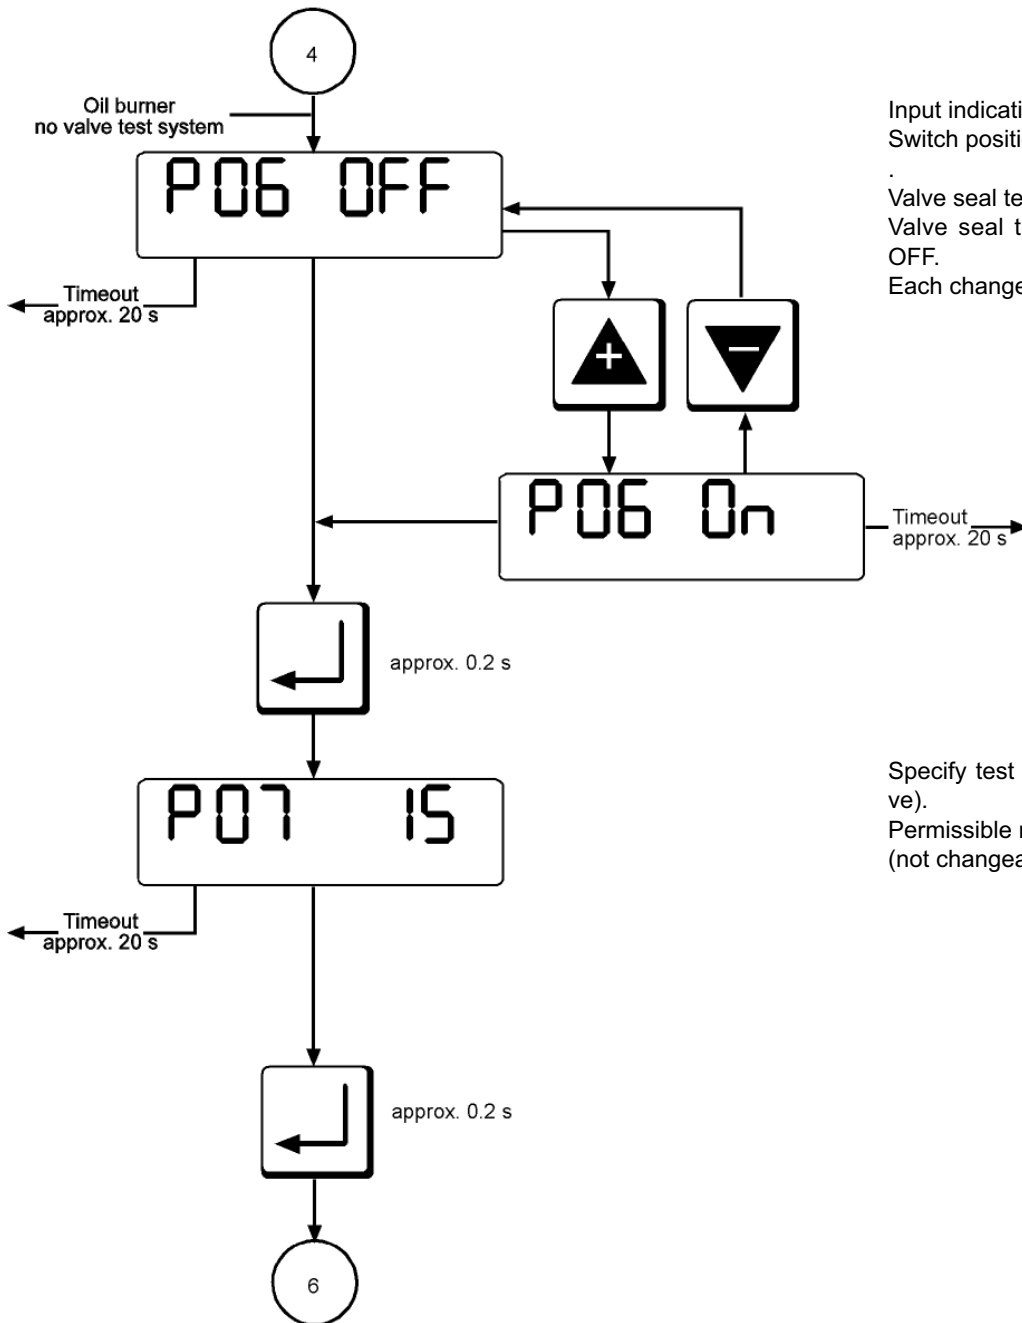 4
Oil burner
no valve test system
Input indicati
Switch positi
.
P06 OFF
Valve seal te
Valve seal t
OFF.
Each change
Timeout
approx. 20 s
+
−
P06 On
Timeout
approx. 20 s
approx. 0.2 s
Specify test
ve).
Permissible
(not changea
P07 15
Timeout
approx. 20 s
approx. 0.2 s
6